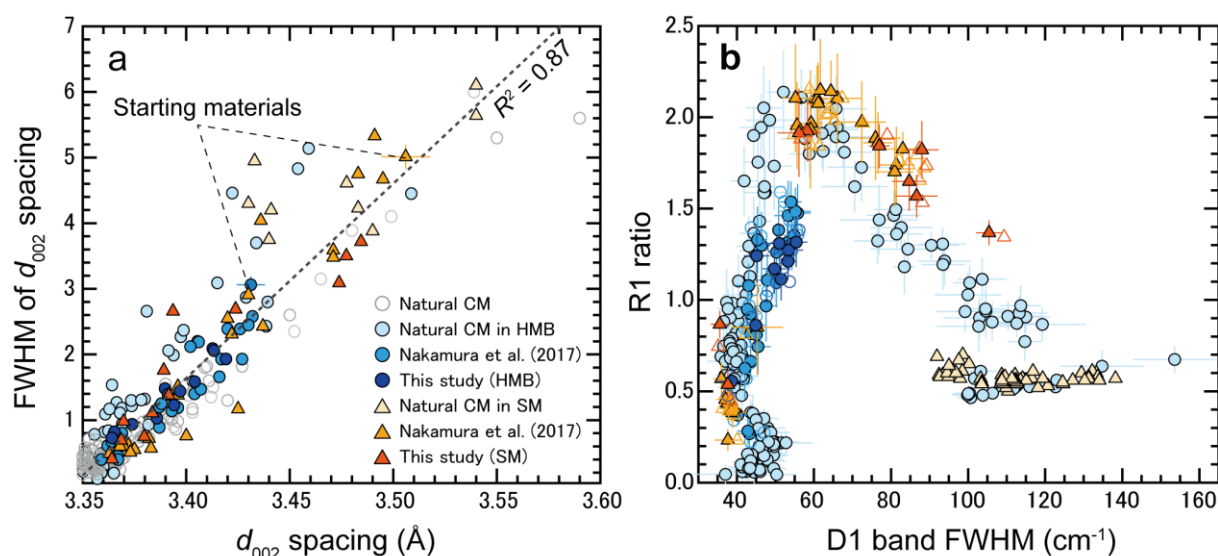 a
Starting materials
R² = 0.87
7
6
5
4
3
2
1
FWHM of d₀₀₂ spacing
3.35
3.40
3.45
3.50
3.55
3.60
d₀₀₂ spacing (Å)
Natural CM
Natural CM in HMB
Nakamura et al. (2017)
This study (HMB)
Natural CM in SM
Nakamura et al. (2017)
This study (SM)
b
2.5
2.0
1.5
1.0
0.5
0.0
R1 ratio
40
60
80
100
120
140
160
D1 band FWHM (cm⁻¹)